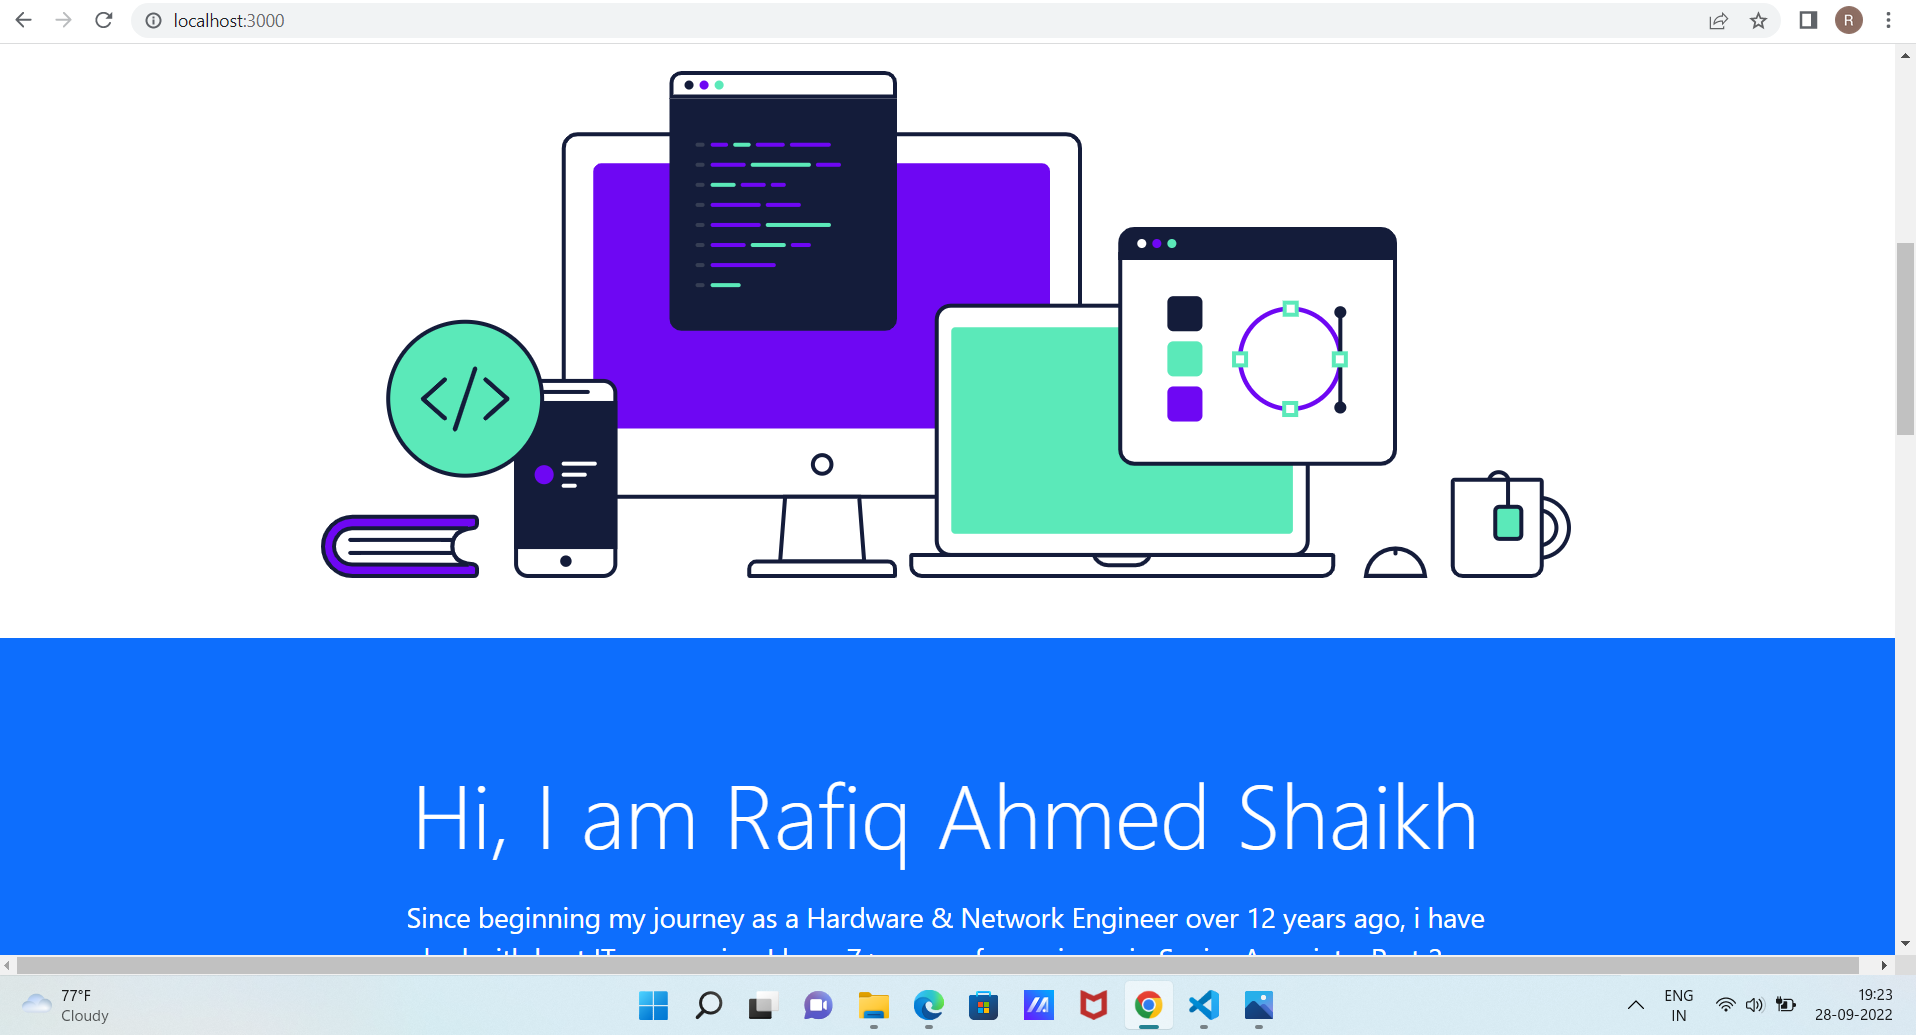 localhost:3000
R
</>
Hi, I am Rafiq Ahmed Shaikh
Since beginning my journey as a Hardware & Network Engineer over 12 years ago, i have
77°F
Cloudy
ENG
IN
19:23
28-09-2022